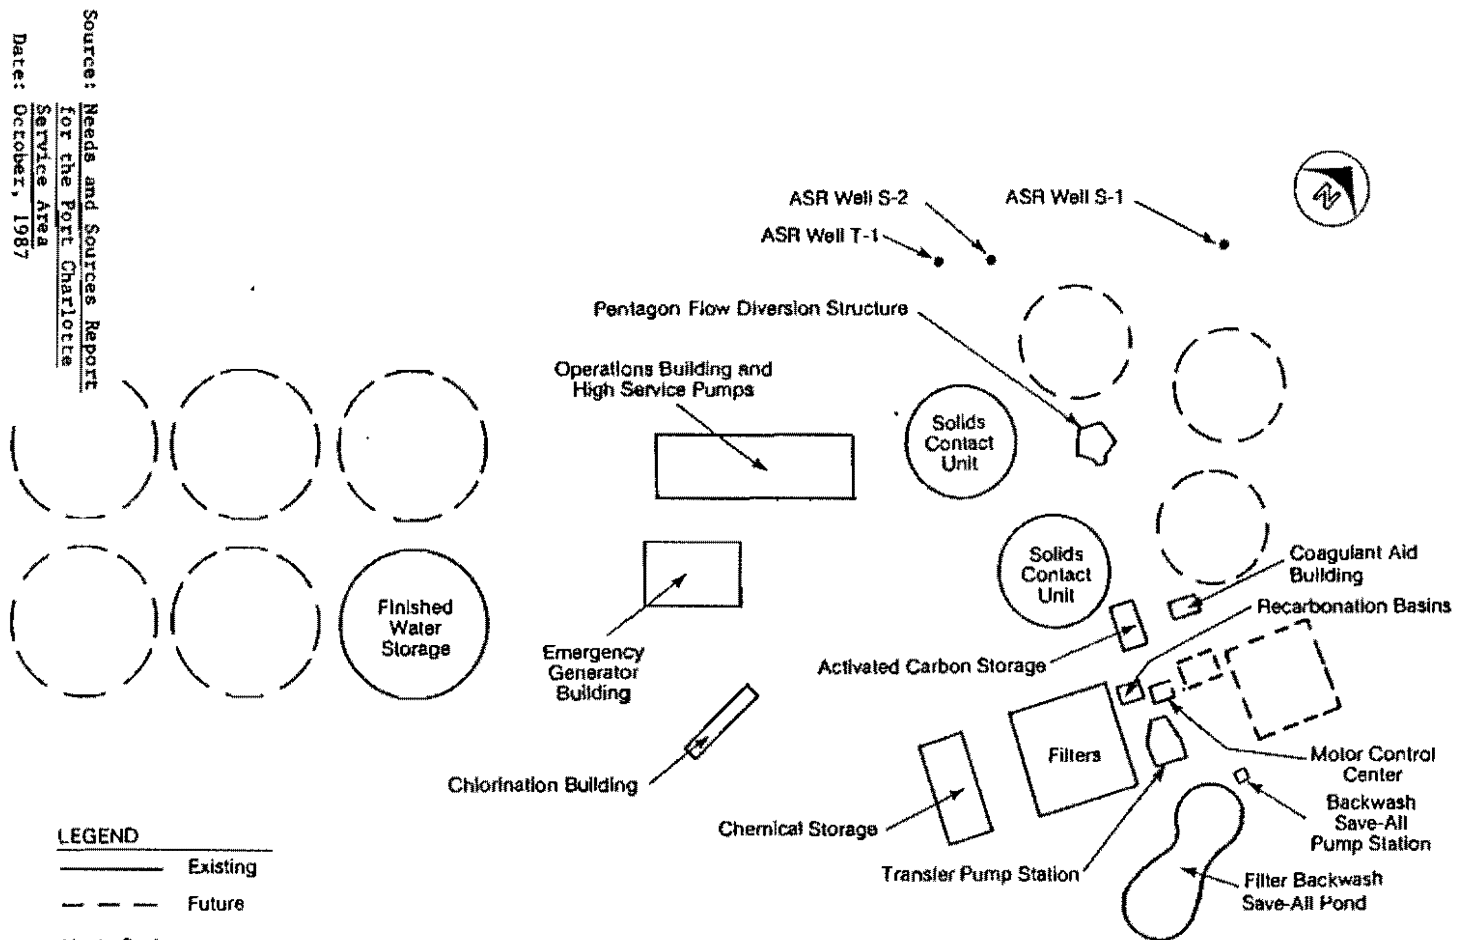 Source: Needs and Sources Report
for the Port Charlotte
Service Area
Date: October, 1987
N
ASR Well S-2
ASR Well S-1
ASR Well T-1
Pentagon Flow Diversion Structure
Operations Building and
High Service Pumps
Solids
Contact
Unit
Solids
Contact
Unit
Coagulant Aid
Building
Recarbonation Basins
Finished
Water
Storage
Emergency
Generator
Building
Activated Carbon Storage
Filters
Motor Control
Center
Chlorination Building
Chemical Storage
Backwash
Save-All
Pump Station
Transfer Pump Station
Filter Backwash
Save-All Pond
LEGEND
Existing
Future